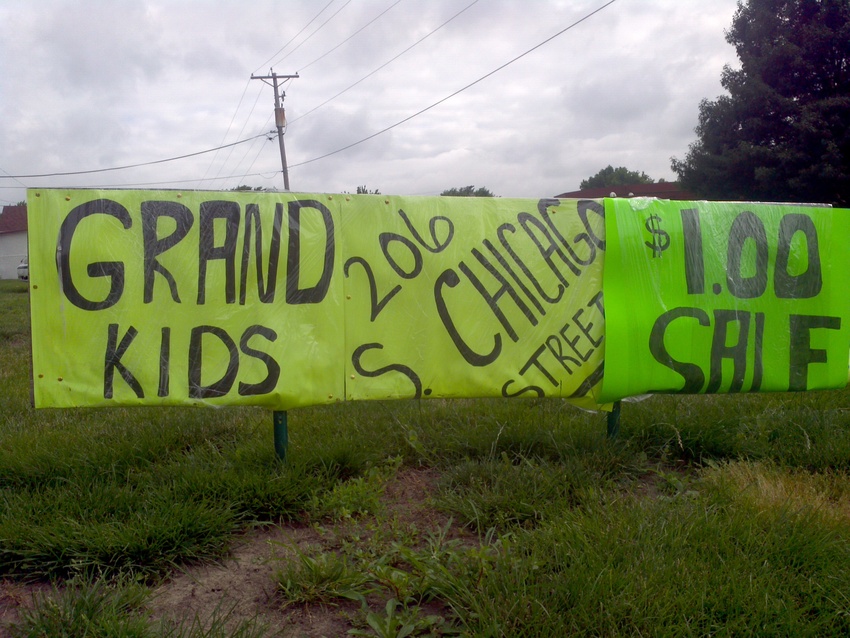 GRAND
KIDS
206
S. CHICAGO
STREET
$1.00
SALE